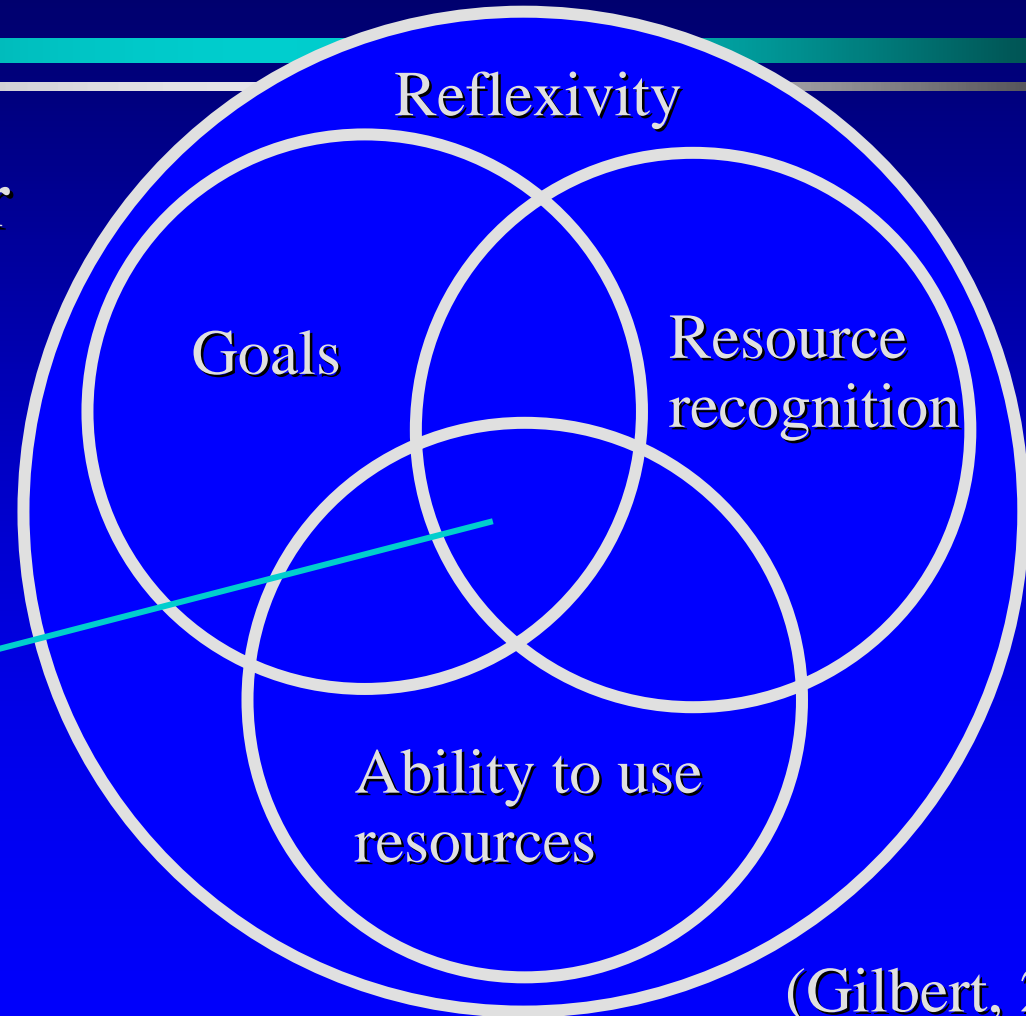 Reflexivity
Goals
Resource
recognition
Ability to use
resources
(Gilbert,